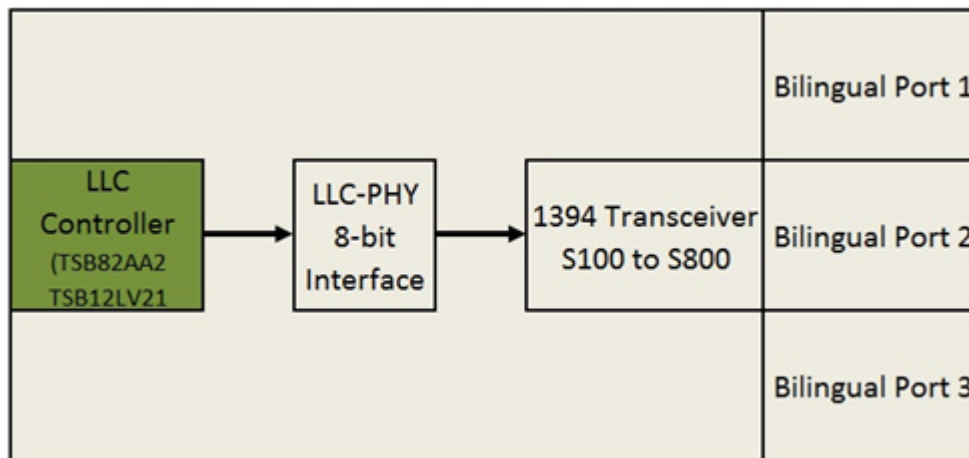 LLC
Controller
(TSB82AA2
TSB12LV21
LLC-PHY
8-bit
Interface
1394 Transceiver
S100 to S800
Bilingual Port 1
Bilingual Port 2
Bilingual Port 3